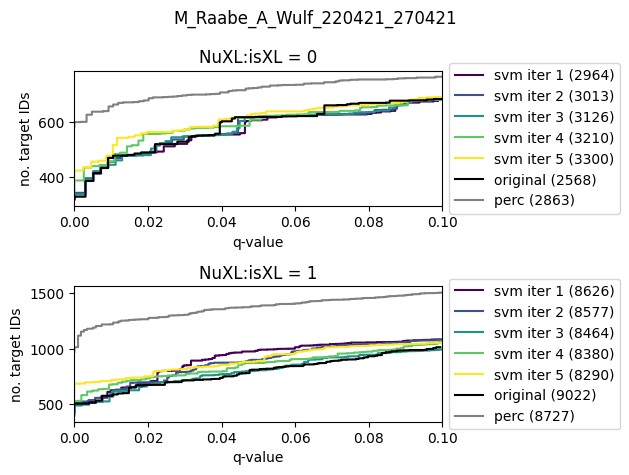 M_Raabe_A_Wulf_220421_270421
NuXL:isXL = 0
no. target IDs
600
400
0.00 0.02 0.04 0.06 0.08 0.10
q-value
svm iter 1 (2964)
svm iter 2 (3013)
svm iter 3 (3126)
svm iter 4 (3210)
svm iter 5 (3300)
original (2568)
perc (2863)
NuXL:isXL = 1
no. target IDs
1500
1000
500
0.00 0.02 0.04 0.06 0.08 0.10
q-value
svm iter 1 (8626)
svm iter 2 (8577)
svm iter 3 (8464)
svm iter 4 (8380)
svm iter 5 (8290)
original (9022)
perc (8727)